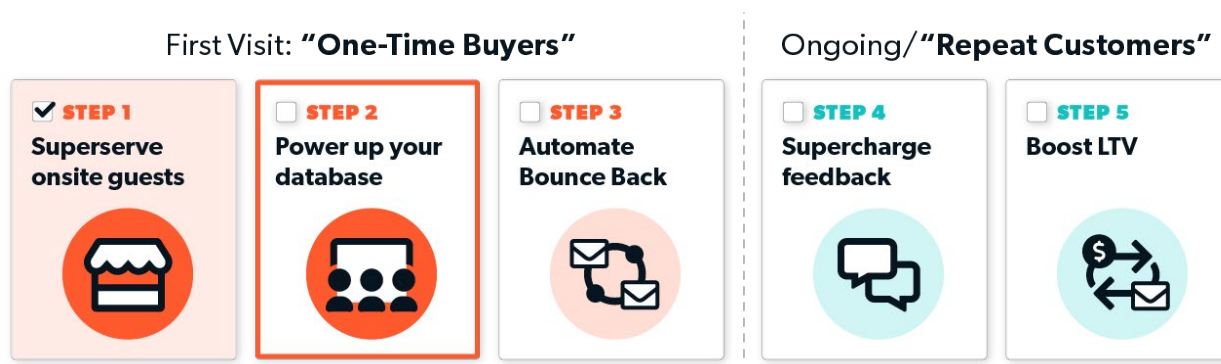 First Visit: “One-Time Buyers”
Ongoing/“Repeat Customers”
STEP 1
Superserve
onsite guests
STEP 2
Power up your
database
STEP 3
Automate
Bounce Back
STEP 4
Supercharge
feedback
STEP 5
Boost LTV
$